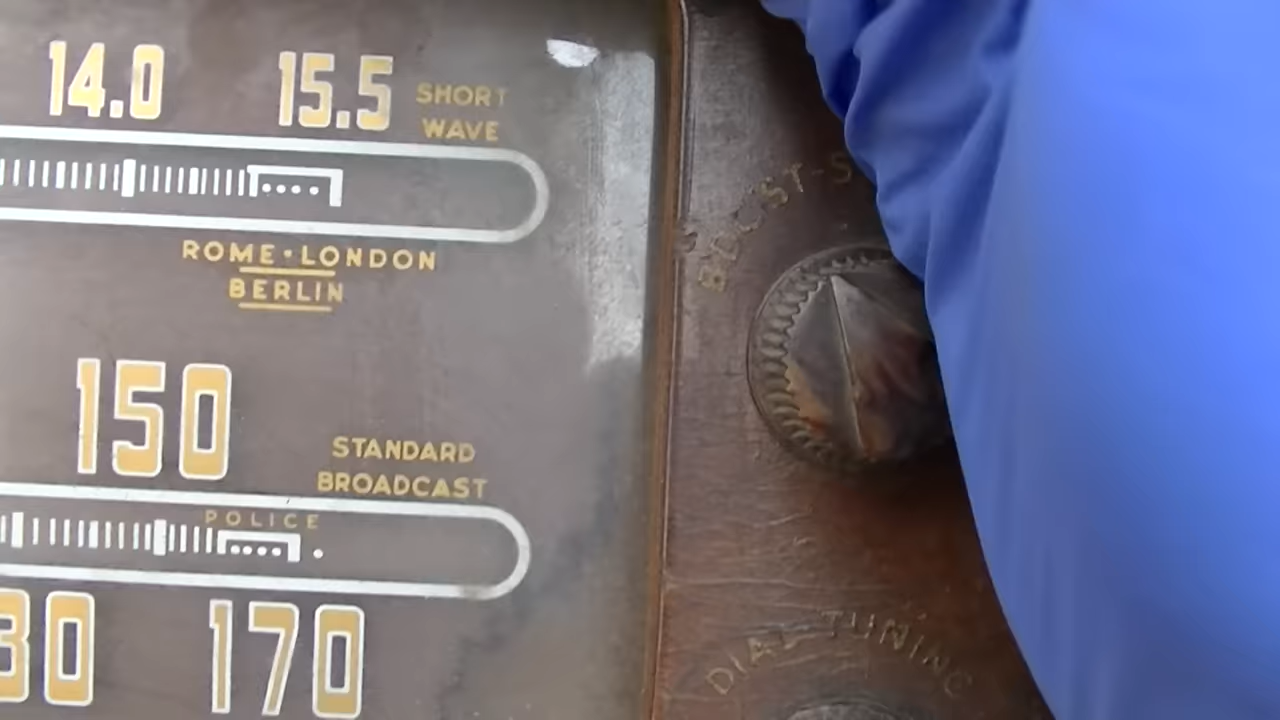 14.0 15.5 SHORT
WAVE
ROME·LONDON
BERLIN
150
STANDARD
BROADCAST
POLICE
30 170
DIAL TUNING